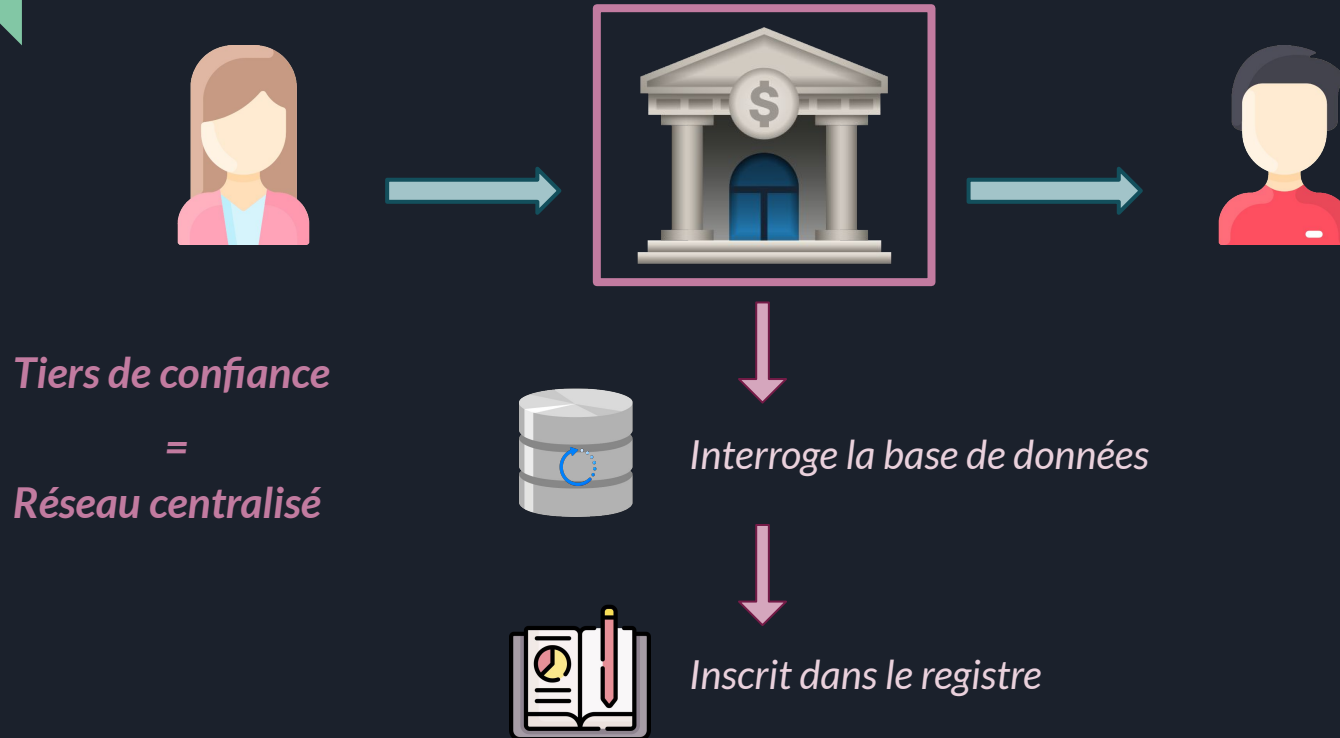 $
Tiers de confiance
=
Réseau centralisé
Interroge la base de données
Inscrit dans le registre